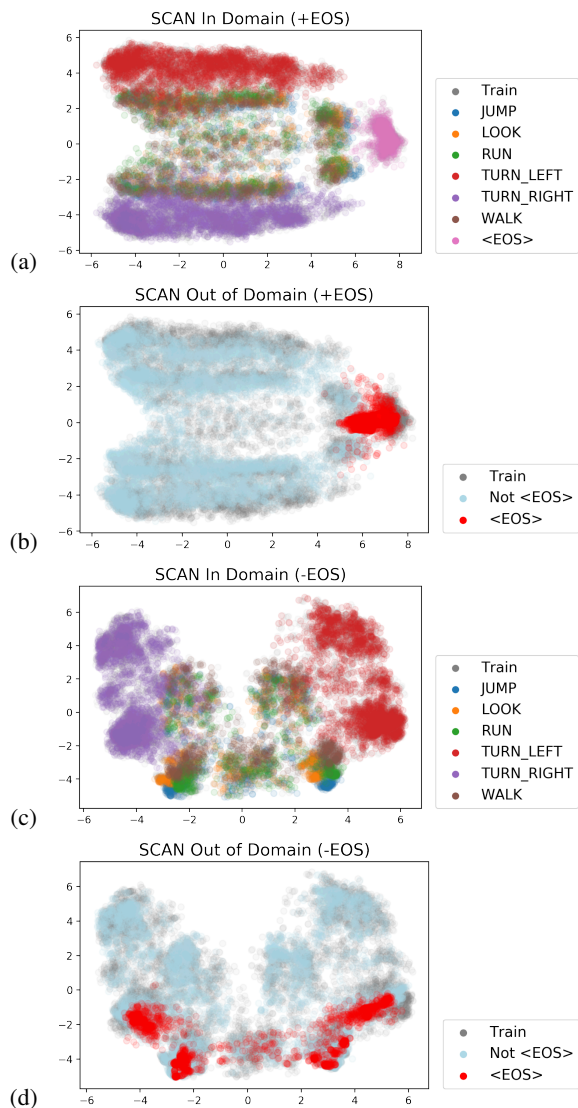 SCAN In Domain (+EOS)
6
4
2
0
−2
−4
−6
−6 −4 −2 0 2 4 6 8
Train
JUMP
LOOK
RUN
TURN_LEFT
TURN_RIGHT
WALK
<EOS>
(a)
SCAN Out of Domain (+EOS)
6
4
2
0
−2
−4
−6
−6 −4 −2 0 2 4 6 8
Train
Not <EOS>
<EOS>
(b)
SCAN In Domain (-EOS)
6
4
2
0
−2
−4
−6 −4 −2 0 2 4 6
Train
JUMP
LOOK
RUN
TURN_LEFT
TURN_RIGHT
WALK
(c)
SCAN Out of Domain (-EOS)
6
4
2
0
−2
−4
−6 −4 −2 0 2 4 6
Train
Not <EOS>
<EOS>
(d)